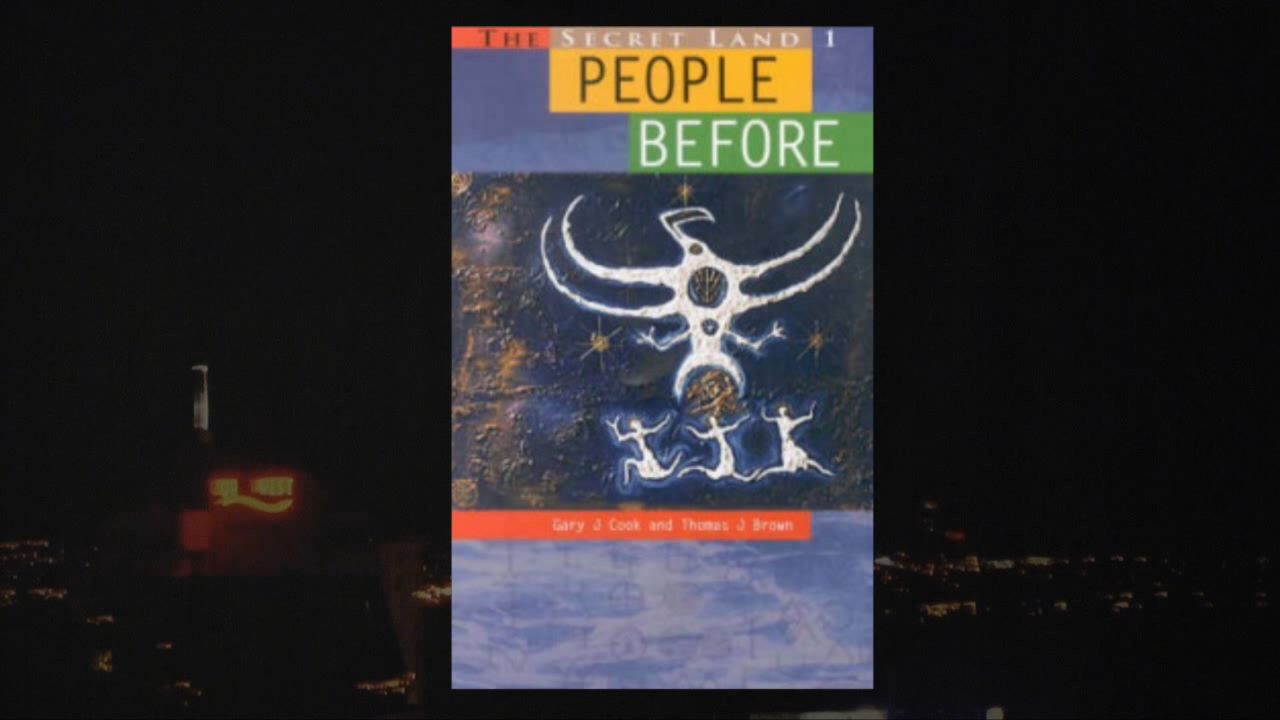 THE SECRET LAND 1
PEOPLE
BEFORE
Gary J Cook and Thomas J Brown